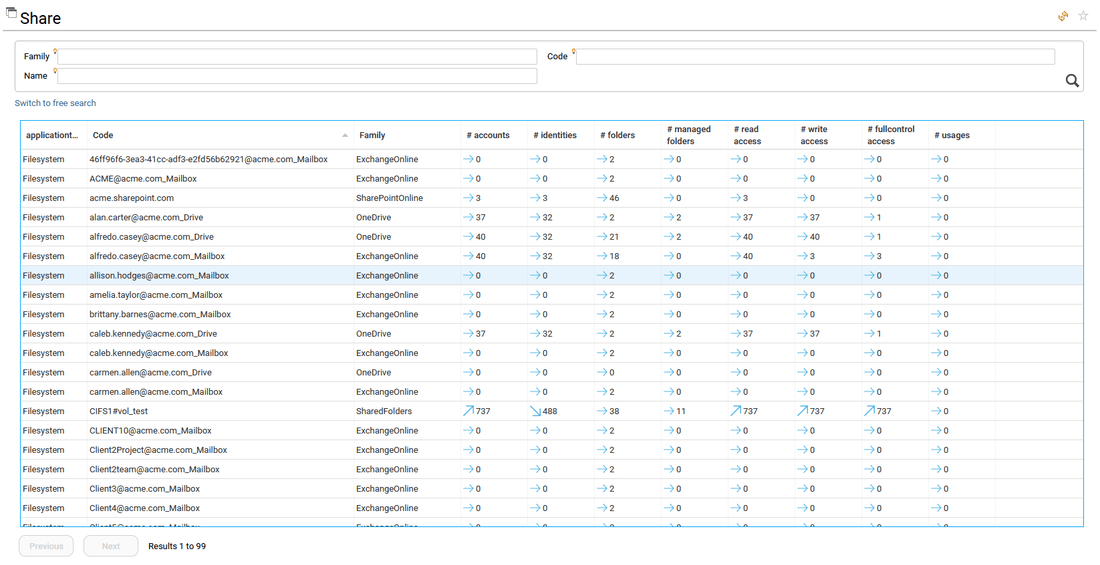 Share
Family Code
Name
Switch to free search
applicationt... Code Family # accounts # identities # folders # managed folders # read access # write access # fullcontrol access # usages
Filesystem 46ff96f6-3ea3-41cc-adf3-e2fd56b62921@acme.com_Mailbox ExchangeOnline 0 0 2 0 0 0 0 0
Filesystem ACME@acme.com_Mailbox ExchangeOnline 0 0 2 0 0 0 0 0
Filesystem acme.sharepoint.com SharePointOnline 3 3 46 0 3 0 0 0
Filesystem alan.carter@acme.com_Drive OneDrive 37 32 2 2 37 37 1 0
Filesystem alfredo.casey@acme.com_Drive OneDrive 40 32 21 2 40 40 1 0
Filesystem alfredo.casey@acme.com_Mailbox ExchangeOnline 40 32 18 0 40 3 3 0
Filesystem allison.hodges@acme.com_Mailbox ExchangeOnline 0 0 2 0 0 0 0 0
Filesystem amelia.taylor@acme.com_Mailbox ExchangeOnline 0 0 2 0 0 0 0 0
Filesystem brittany.barnes@acme.com_Mailbox ExchangeOnline 0 0 2 0 0 0 0 0
Filesystem caleb.kennedy@acme.com_Drive OneDrive 37 32 2 2 37 37 1 0
Filesystem caleb.kennedy@acme.com_Mailbox ExchangeOnline 0 0 2 0 0 0 0 0
Filesystem carmen.allen@acme.com_Drive OneDrive 0 0 2 0 0 0 0 0
Filesystem carmen.allen@acme.com_Mailbox ExchangeOnline 0 0 2 0 0 0 0 0
Filesystem CIFS1#vol_test SharedFolders 737 488 38 11 737 737 737 0
Filesystem CLIENT10@acme.com_Mailbox ExchangeOnline 0 0 2 0 0 0 0 0
Filesystem Client2Project@acme.com_Mailbox ExchangeOnline 0 0 2 0 0 0 0 0
Filesystem Client2team@acme.com_Mailbox ExchangeOnline 0 0 2 0 0 0 0 0
Filesystem Client3@acme.com_Mailbox ExchangeOnline 0 0 2 0 0 0 0 0
Filesystem Client4@acme.com_Mailbox ExchangeOnline 0 0 2 0 0 0 0 0
Previous Next Results 1 to 99